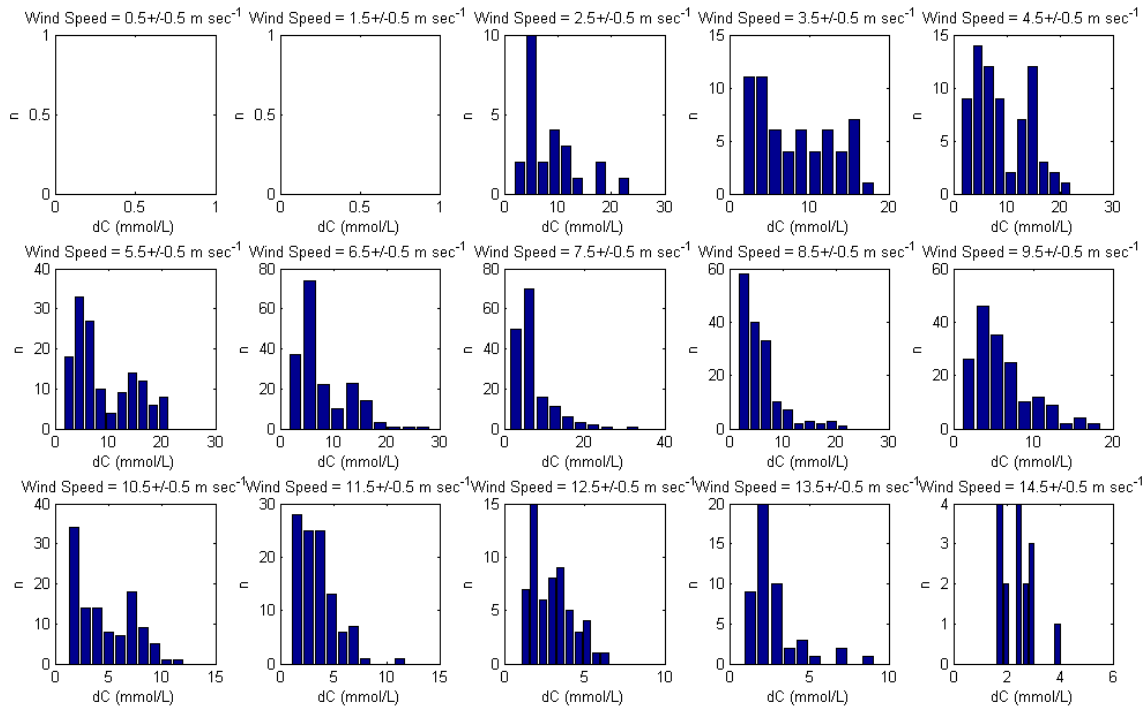 Wind Speed = 0.5+/-0.5 m sec⁻¹
1
0.5
0
n
0 0.5 1
dC (mmol/L)
Wind Speed = 1.5+/-0.5 m sec⁻¹
1
0.5
0
n
0 0.5 1
dC (mmol/L)
Wind Speed = 2.5+/-0.5 m sec⁻¹
10
5
0
n
0 10 20 30
dC (mmol/L)
Wind Speed = 3.5+/-0.5 m sec⁻¹
15
10
5
0
n
0 10 20
dC (mmol/L)
Wind Speed = 4.5+/-0.5 m sec⁻¹
15
10
5
0
n
0 10 20 30
dC (mmol/L)
Wind Speed = 5.5+/-0.5 m sec⁻¹
40
30
20
10
0
n
0 10 20 30
dC (mmol/L)
Wind Speed = 6.5+/-0.5 m sec⁻¹
80
60
40
20
0
n
0 10 20 30
dC (mmol/L)
Wind Speed = 7.5+/-0.5 m sec⁻¹
80
60
40
20
0
n
0 20 40
dC (mmol/L)
Wind Speed = 8.5+/-0.5 m sec⁻¹
60
40
20
0
n
0 10 20 30
dC (mmol/L)
Wind Speed = 9.5+/-0.5 m sec⁻¹
60
40
20
0
n
0 10 20
dC (mmol/L)
Wind Speed = 10.5+/-0.5 m sec⁻¹
40
30
20
10
0
n
0 5 10 15
dC (mmol/L)
Wind Speed = 11.5+/-0.5 m sec⁻¹
30
20
10
0
n
0 5 10 15
dC (mmol/L)
Wind Speed = 12.5+/-0.5 m sec⁻¹
15
10
5
0
n
0 5 10
dC (mmol/L)
Wind Speed = 13.5+/-0.5 m sec⁻¹
20
15
10
5
0
n
0 5 10
dC (mmol/L)
Wind Speed = 14.5+/-0.5 m sec⁻¹
4
3
2
1
0
n
0 2 4 6
dC (mmol/L)